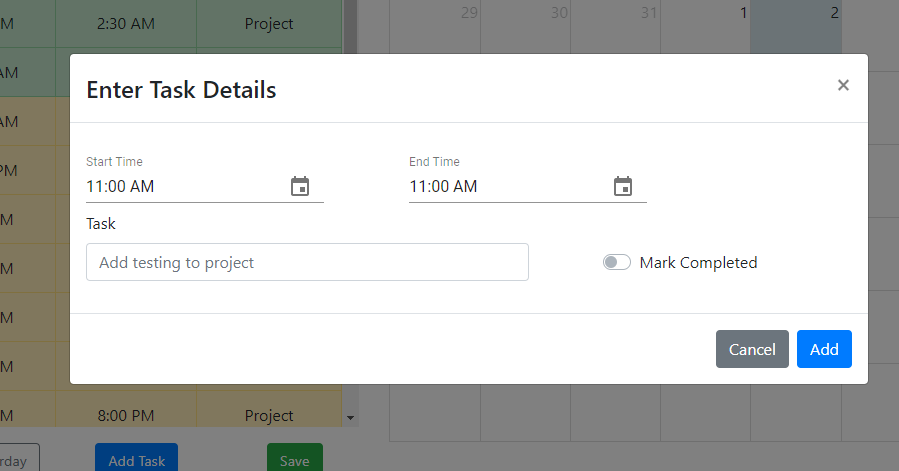 M 2:30 AM Project
29 30 31 1 2
AM
Enter Task Details ×
AM
Start Time End Time
PM
11:00 AM 11:00 AM
M
Task
Add testing to project Mark Completed
M
M
Cancel Add
M
M 8:00 PM Project
rday Add Task Save